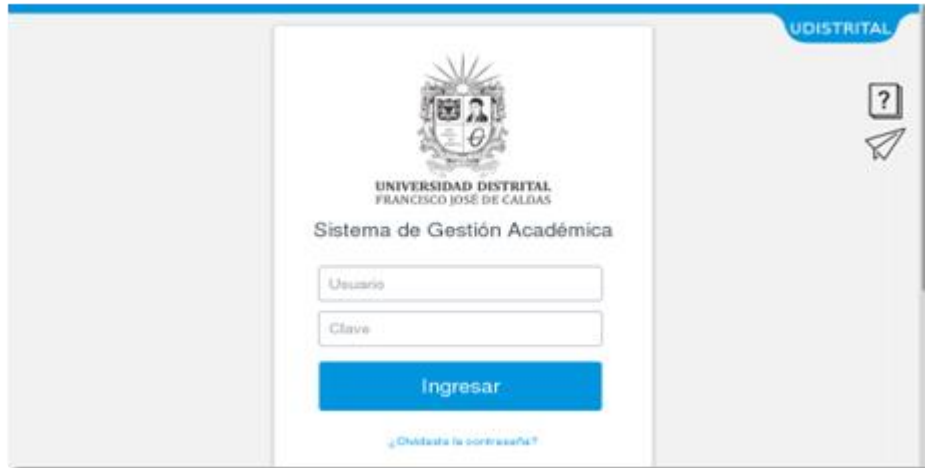 UDISTRITAL
?
UNIVERSIDAD DISTRITAL
FRANCISCO JOSÉ DE CALDAS
Sistema de Gestión Académica
Usuario
Clave
Ingresar
¿Olvidaste la contraseña?